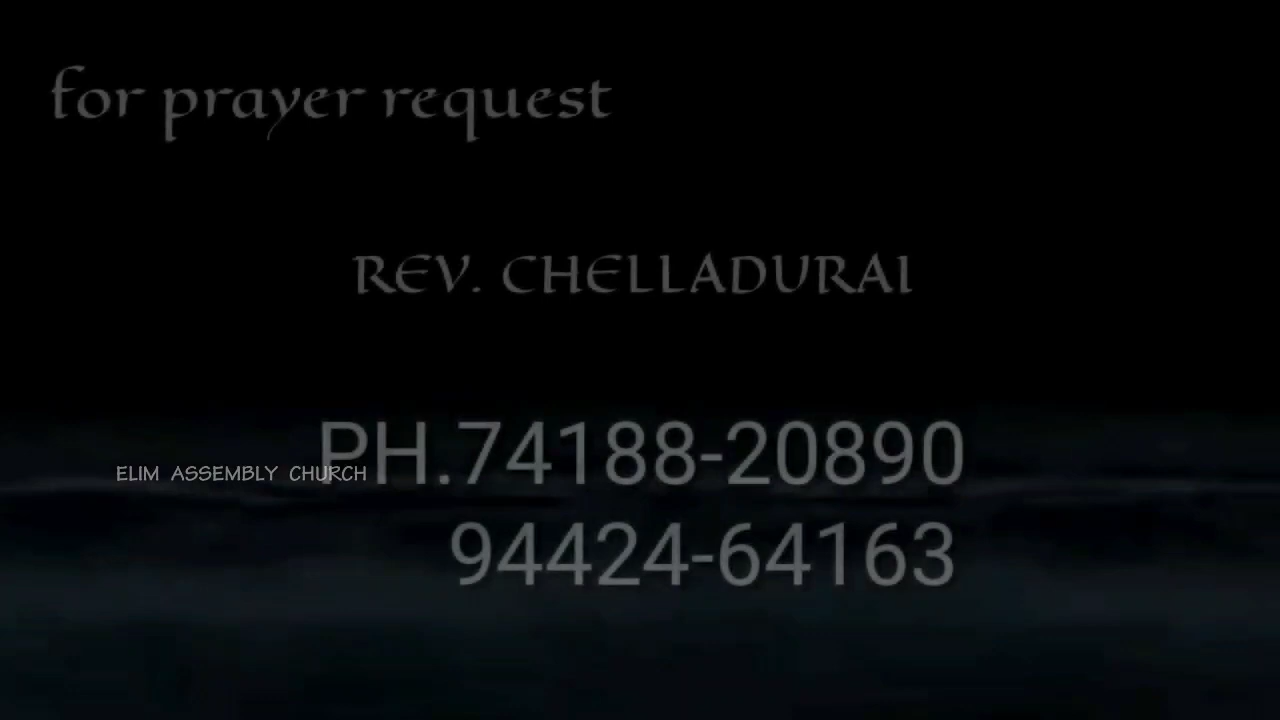 for prayer request
REV. CHELLADURAI
PH.74188-20890
ELIM ASSEMBLY CHURCH
94424-64163